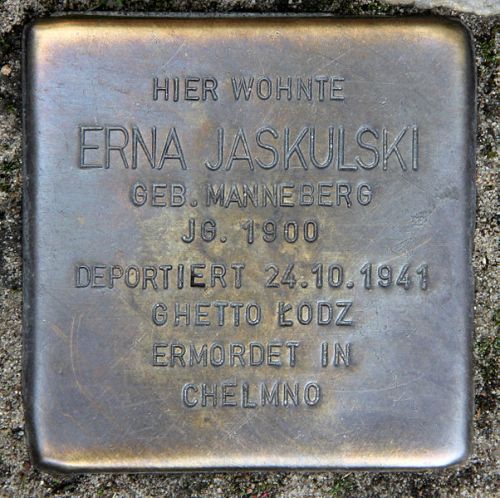 HIER WOHNTE
ERNA JASKULSKI
GEB. MANNEBERG
JG. 1900
DEPORTIERT 24.10.1941
GHETTO ŁODZ
ERMORDET IN
CHELMNO